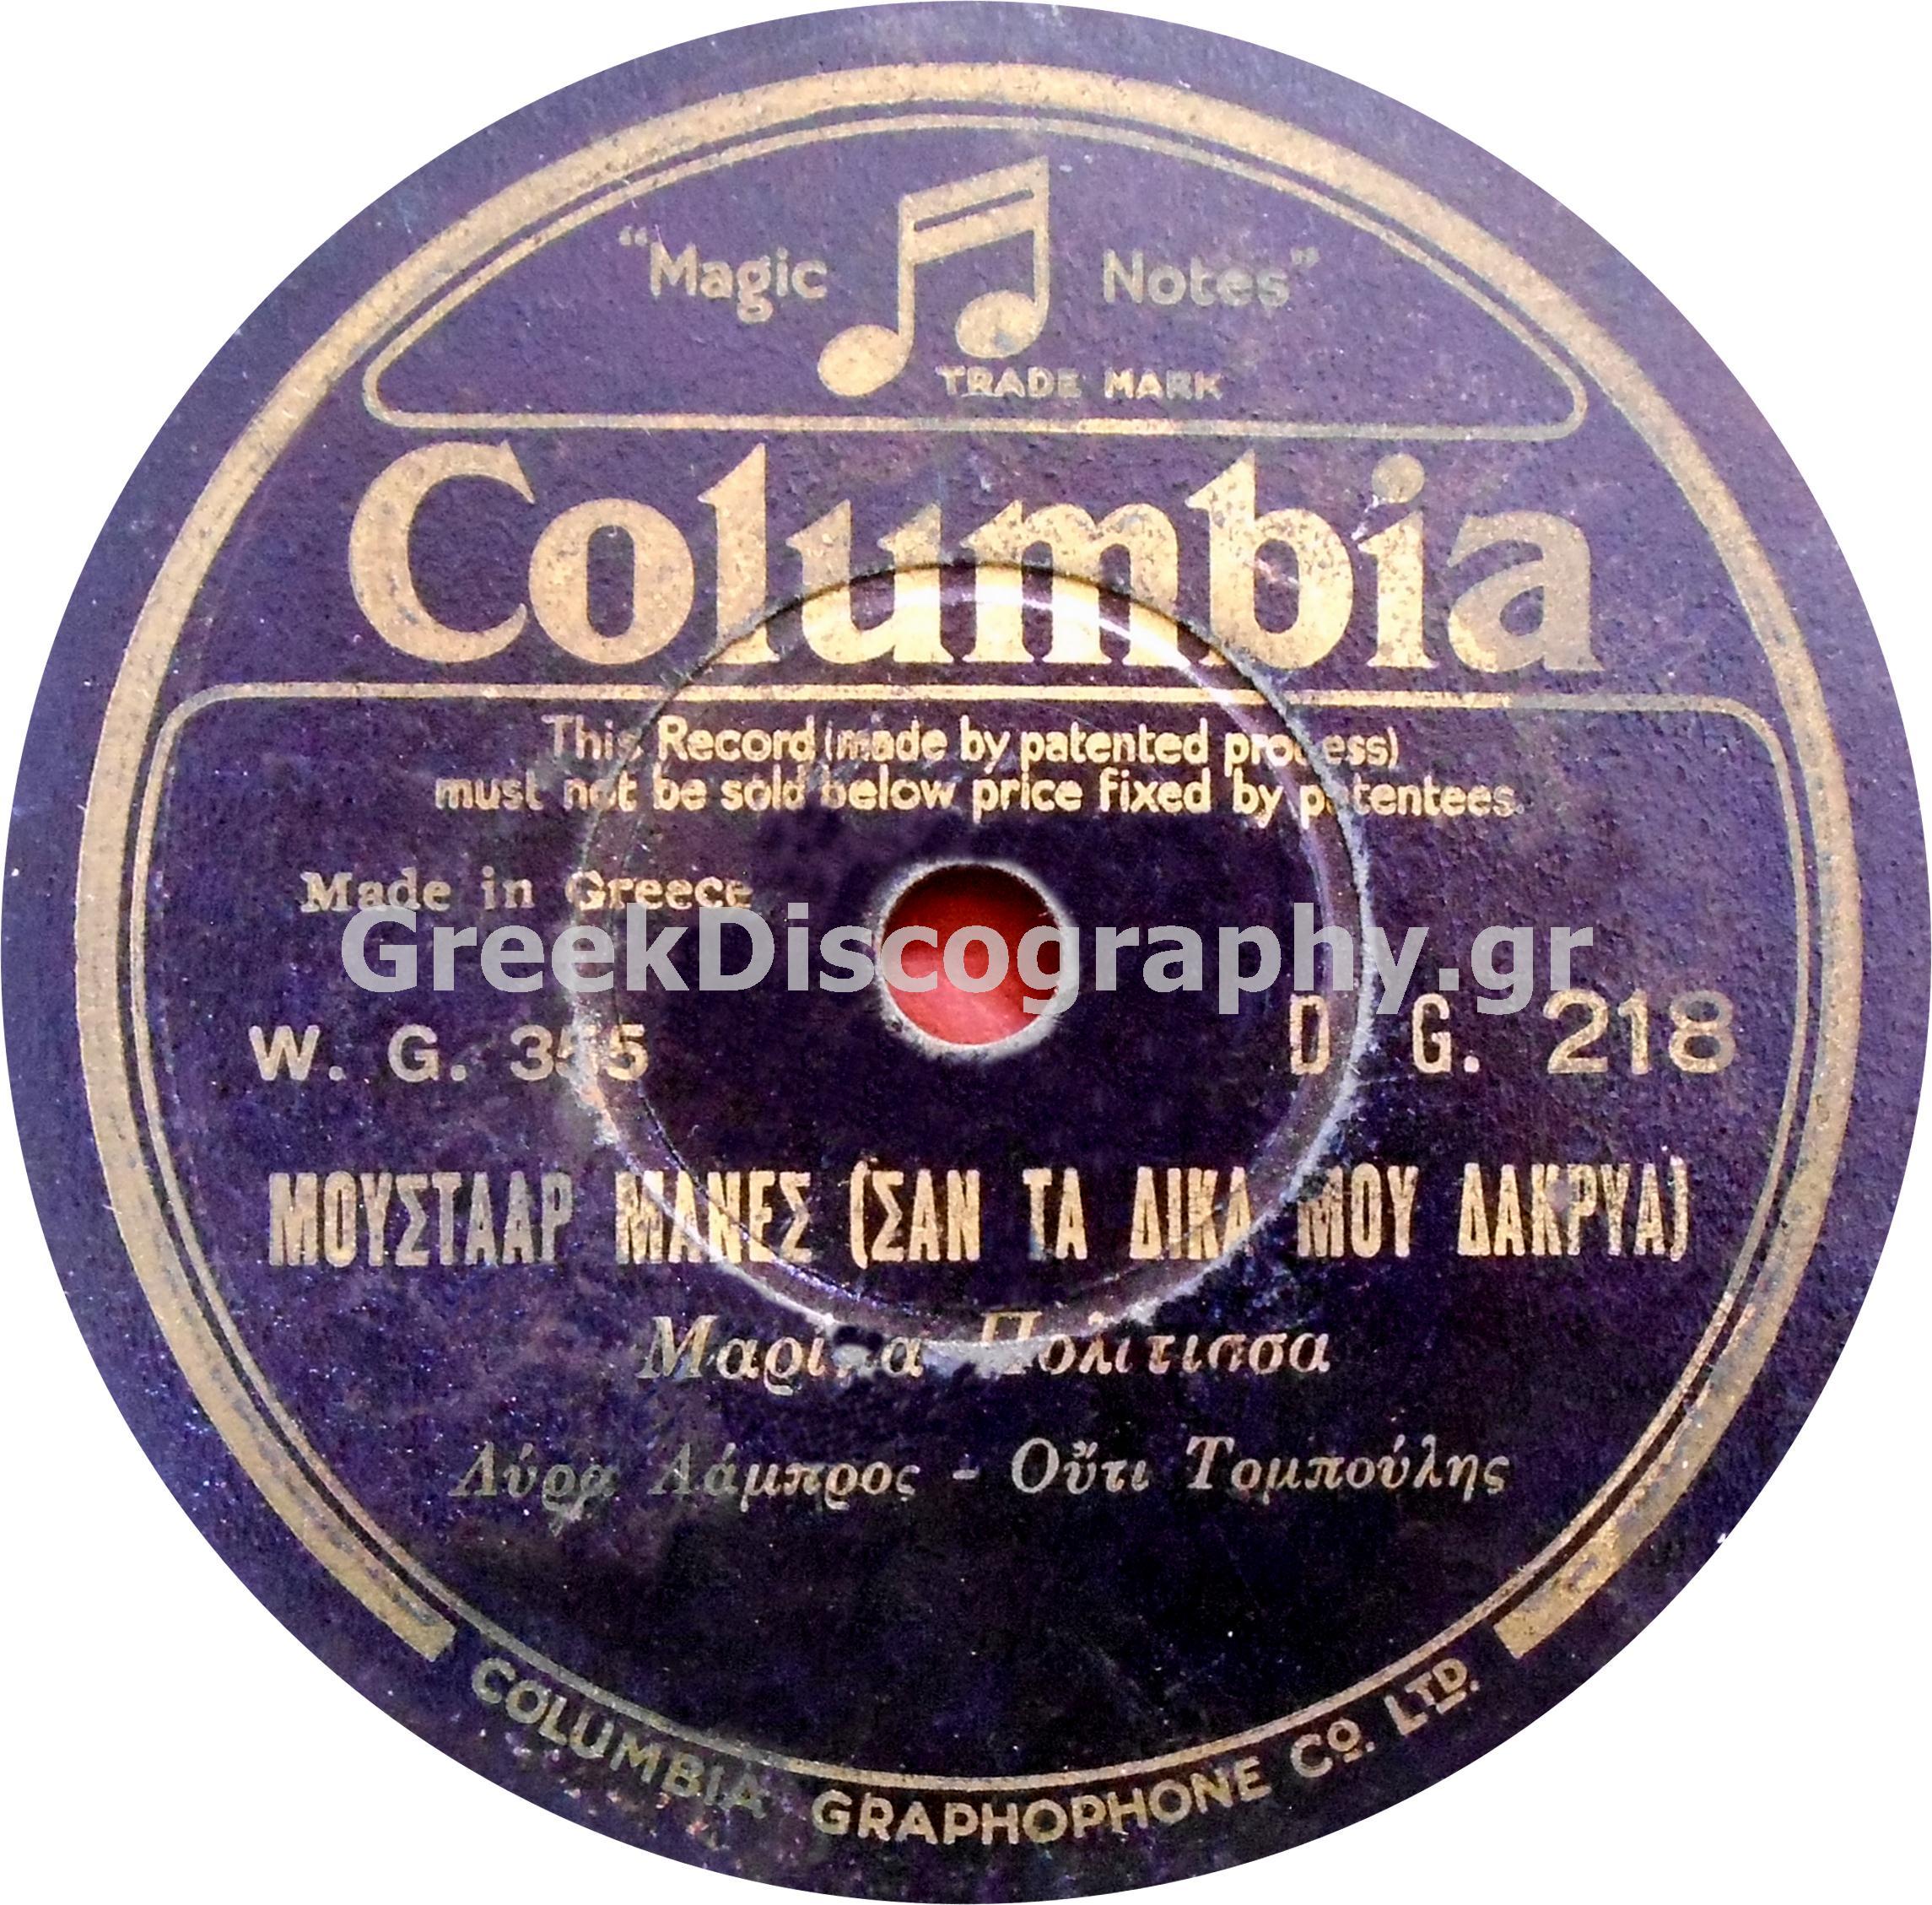 "Magic Notes"
TRADE MARK
Columbia
This Record (made by patented process)
must not be sold below price fixed by patentees.
Made in Greece
GreekDiscography.gr
W. G. 355
D G. 218
ΜΟΥΣΤΑΑΡ ΜΑΝΕΣ (ΣΑΝ ΤΑ ΔΙΚΑ ΜΟΥ ΔΑΚΡΥΑ)
Μαρίκα Πολίτισσα
Λύρα Λάμπρος - Οὔτι Τομπούλης
COLUMBIA GRAPHOPHONE CO. LTD.